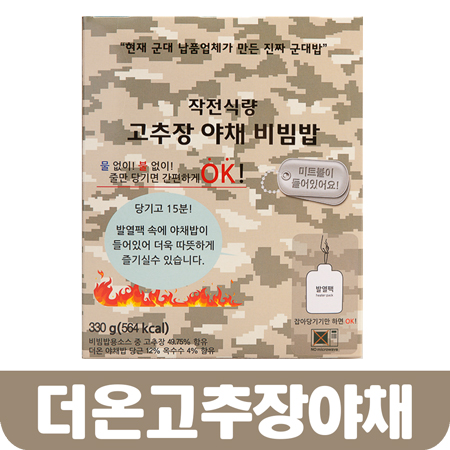 “현재 군대 납품업체가 만든 진짜 군대밥”
작전식량
고추장 야채 비빔밥
물 없이! 불 없이!
줄만 당기면 간편하게 OK!
미트볼이
들어있어요!
당기고 15분!
발열팩 속에 야채밥이
들어있어 더욱 따뜻하게
즐기실수 있습니다.
발열팩
heater pack
잡아당기기만 하면 OK!
330 g(564 kcal)
비빔밥용소스 중 고추장 49.75% 함유
더온 야채밥 당근 12% 옥수수 4% 함유
더온고추장야채